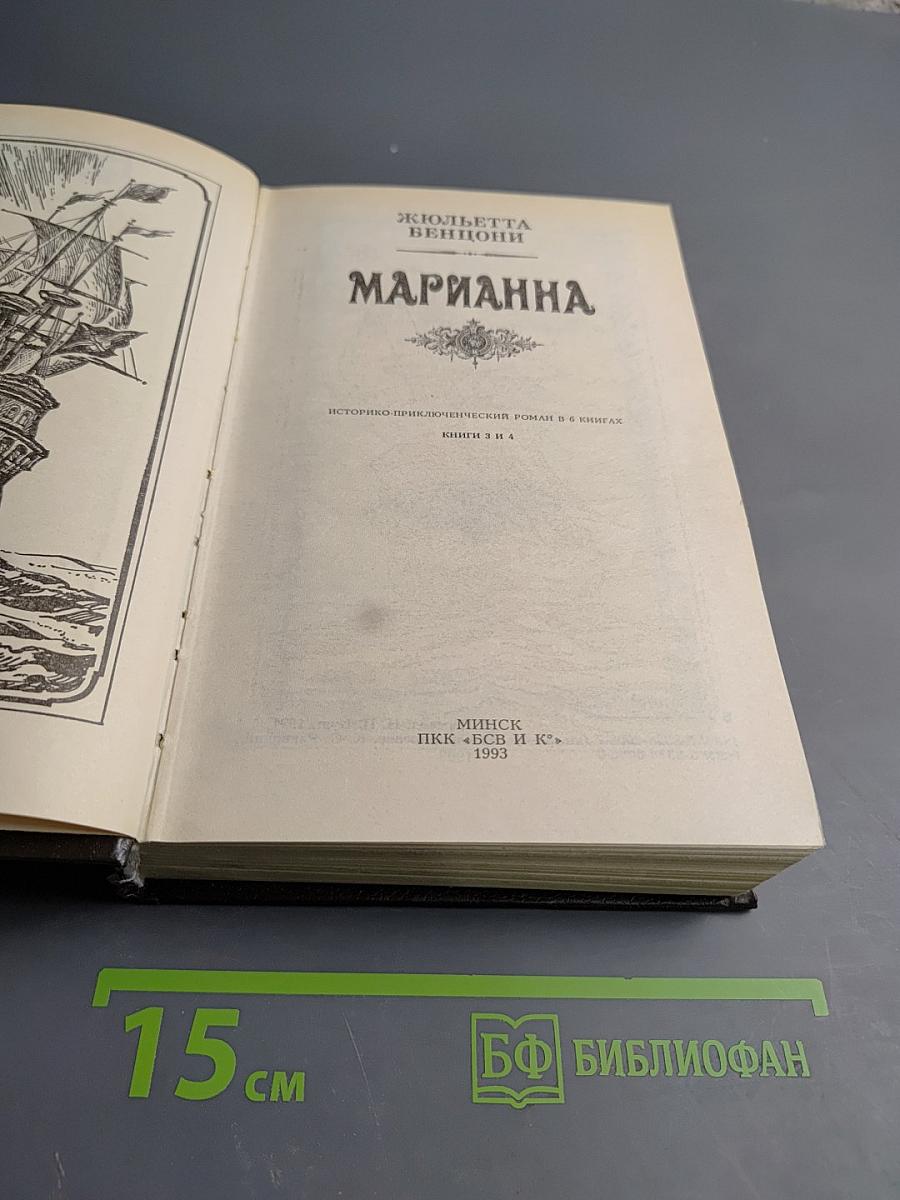 ЖЮЛЬЕТТА
БЕНЦОНИ
МАРИАННА
ИСТОРИКО-ПРИКЛЮЧЕНЧЕСКИЙ РОМАН В 6 КНИГАХ
КНИГИ 3 И 4
МИНСК
ПКК «БСВ И К°»
1993
15 СМ
БФ БИБЛИОФАН